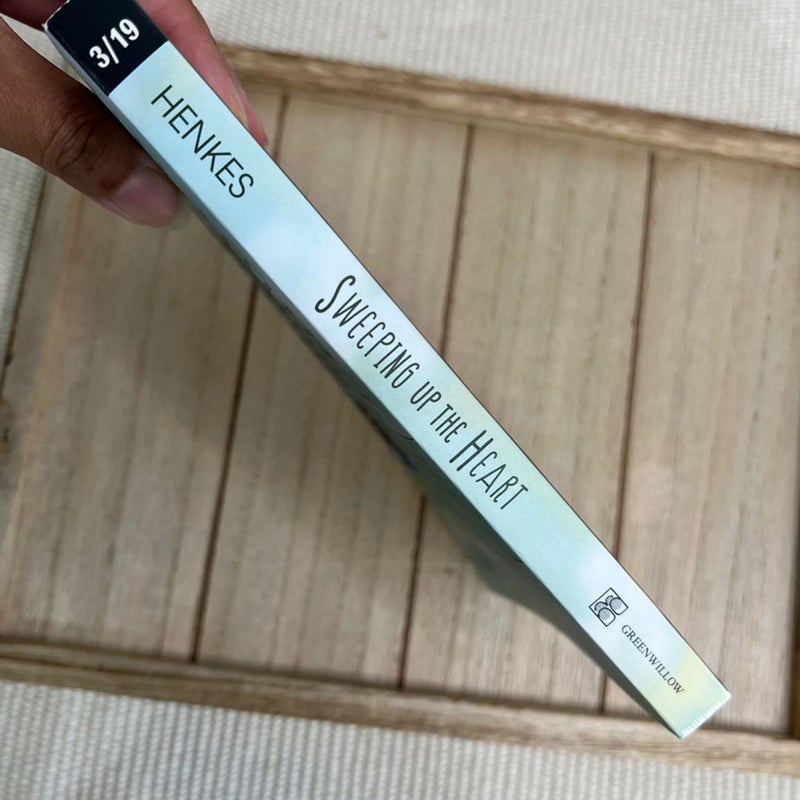 3/19
HENKES
SWEEPING UP THE HEART
GREENWILLOW